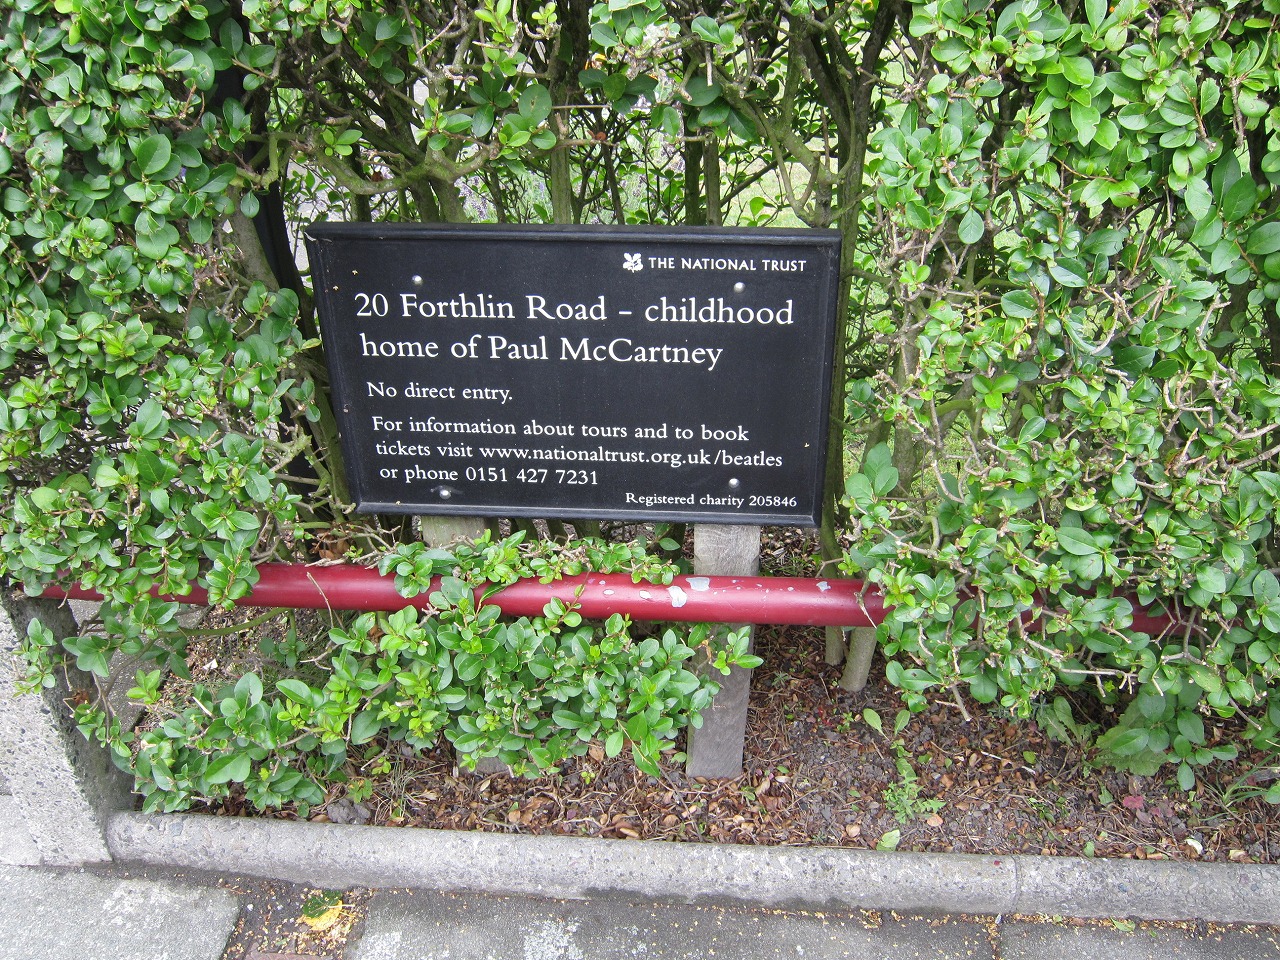 THE NATIONAL TRUST
20 Forthlin Road – childhood
home of Paul McCartney
No direct entry.
For information about tours and to book
tickets visit www.nationaltrust.org.uk/beatles
or phone 0151 427 7231
Registered charity 205846